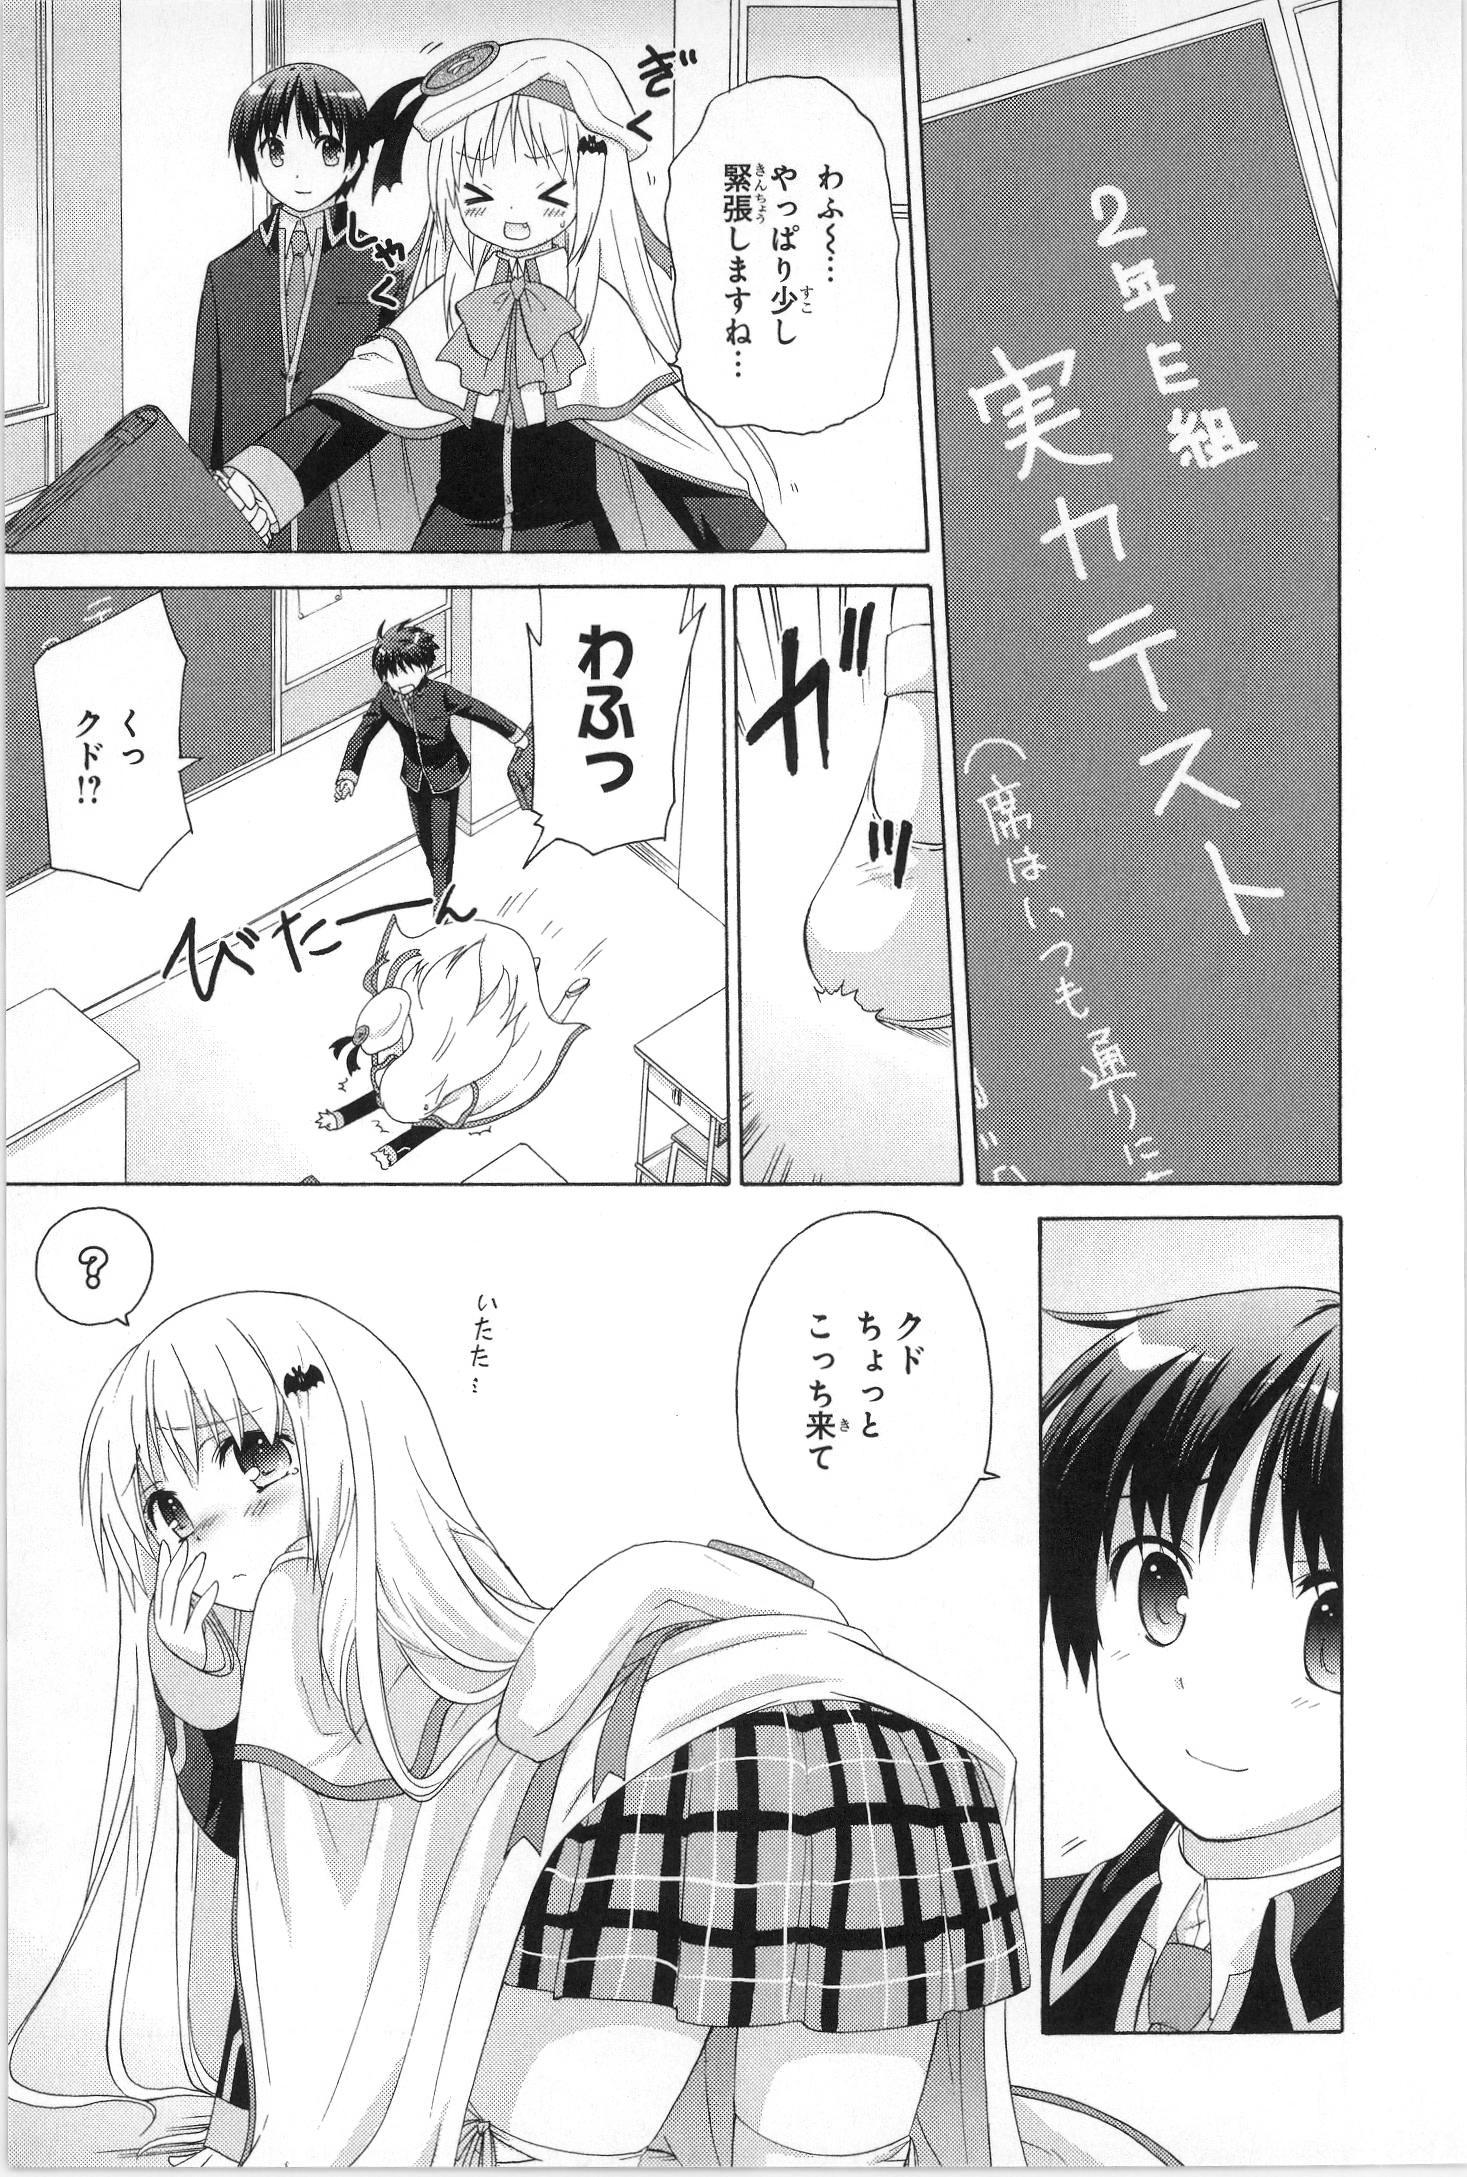 2年E組
実力テスト
(席はいつも通りに
わふ〜…
やっぱり少し
緊張しますね…
ぎく
しゃく
ガッ
わふっ
くっ
クド!?
びたーん
クド
ちょっと
こっち来て
いたた…
?